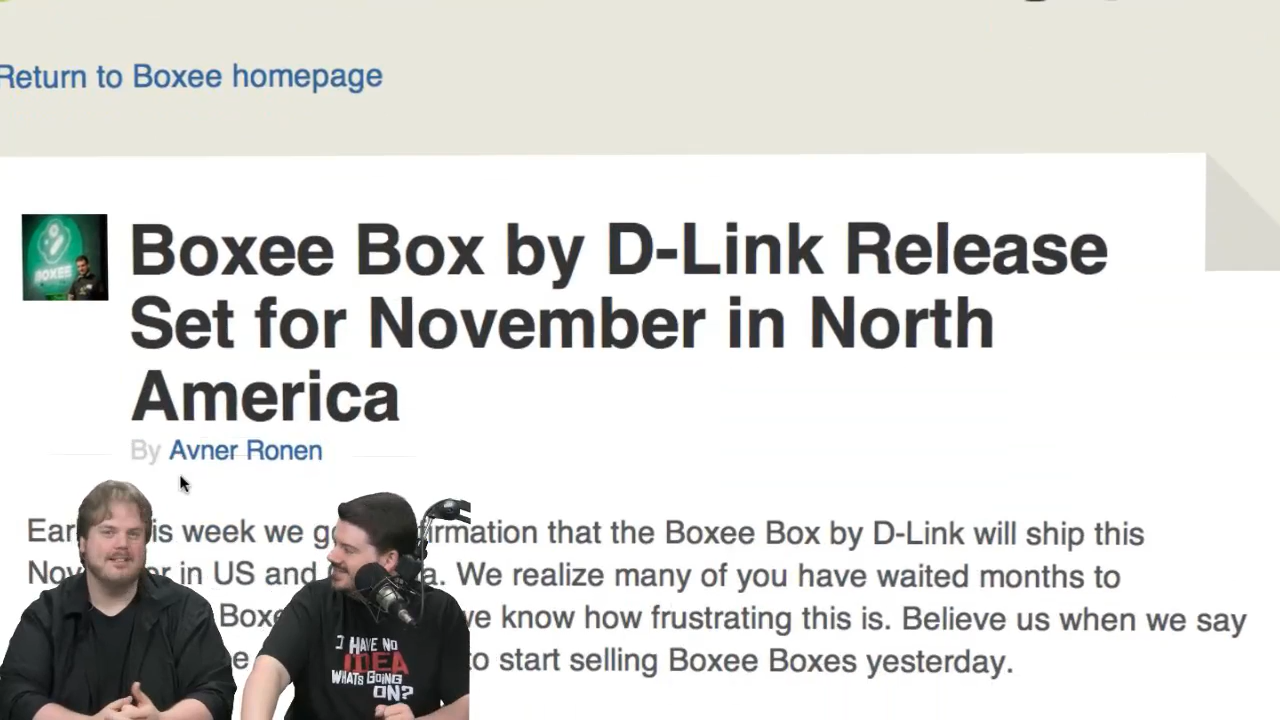 Return to Boxee homepage
BOXEE
Boxee Box by D-Link Release
Set for November in North
America
By Avner Ronen
is week we g rmation that the Boxee Box by D-Link will ship this
in US and a. We realize many of you have waited months to
Boxe we know how frustrating this is. Believe us when we say
to start selling Boxee Boxes yesterday.
I HAVE NO
IDEA
WHATS GOING
ON?